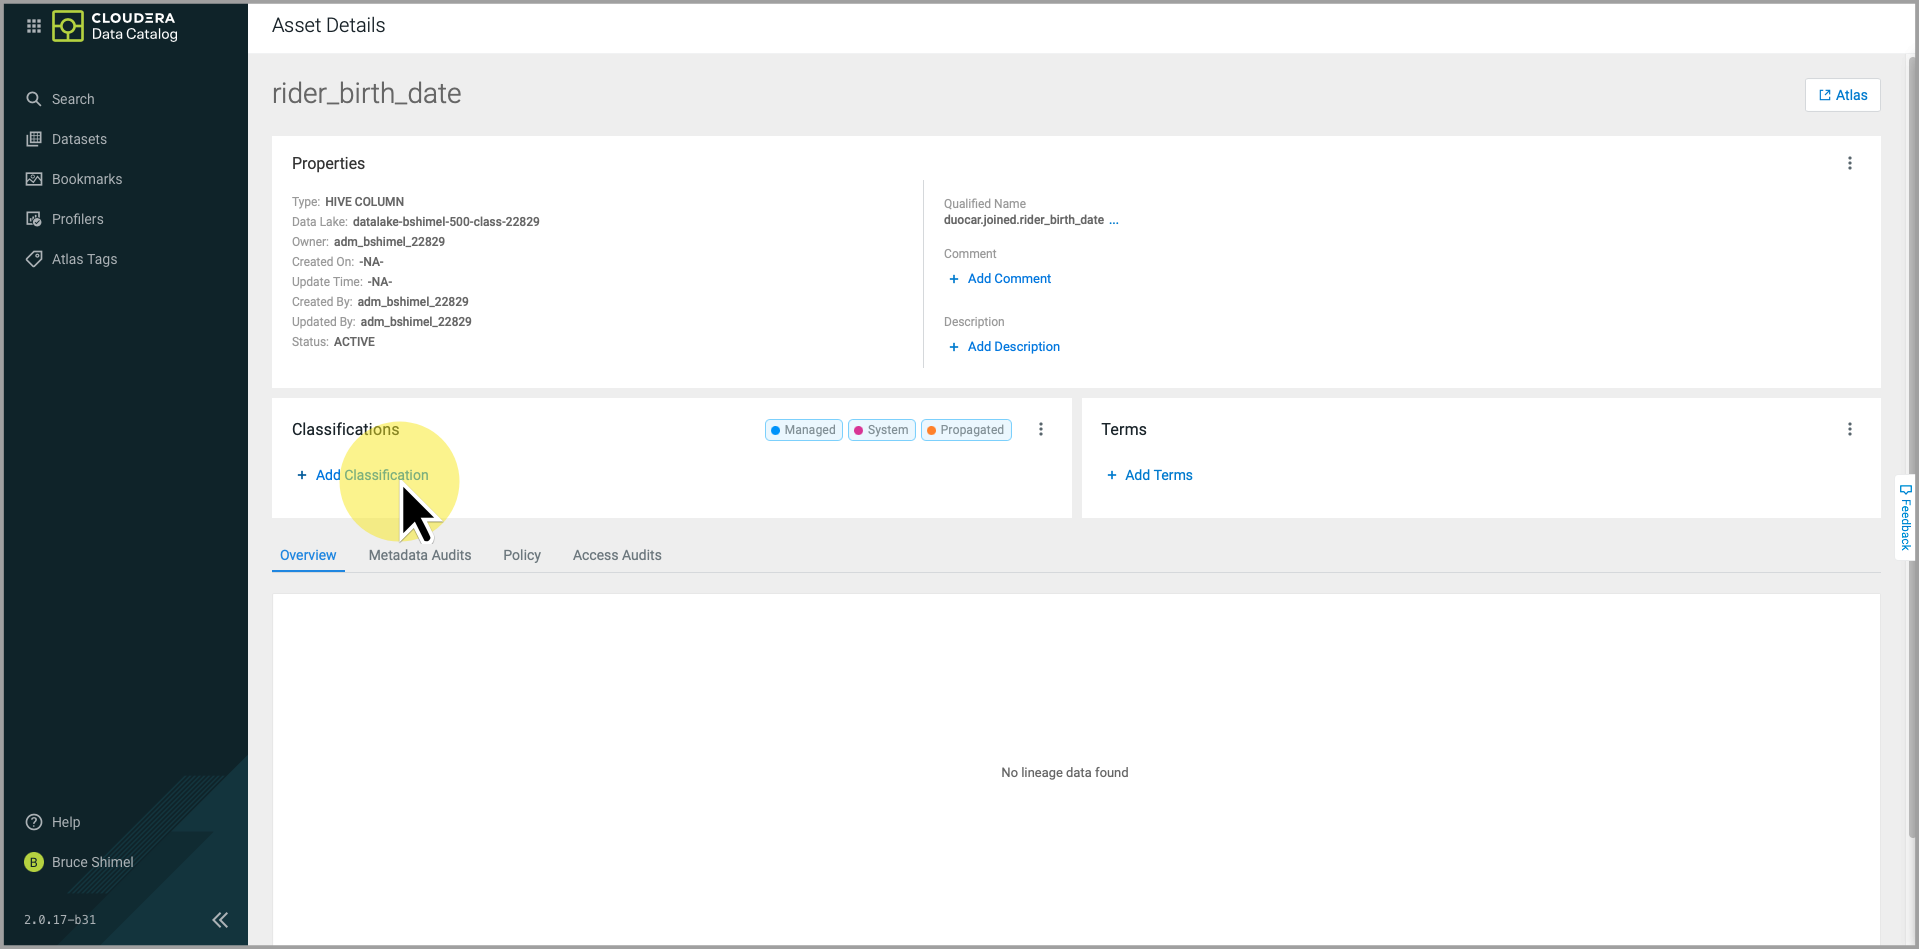 CLOUDERA
Data Catalog
Asset Details
Search
Datasets
Bookmarks
Profilers
Atlas Tags
rider_birth_date
Atlas
Properties
Type: HIVE COLUMN
Data Lake: datalake-bshimel-500-class-22829
Owner: adm_bshimel_22829
Created On: -NA-
Update Time: -NA-
Created By: adm_bshimel_22829
Updated By: adm_bshimel_22829
Status: ACTIVE
Qualified Name
duocar.joined.rider_birth_date ...
Comment
+ Add Comment
Description
+ Add Description
Classifications
Managed
System
Propagated
+ Add Classification
Terms
+ Add Terms
Feedback
Overview
Metadata Audits
Policy
Access Audits
No lineage data found
Help
B
Bruce Shimel
2.0.17-b31